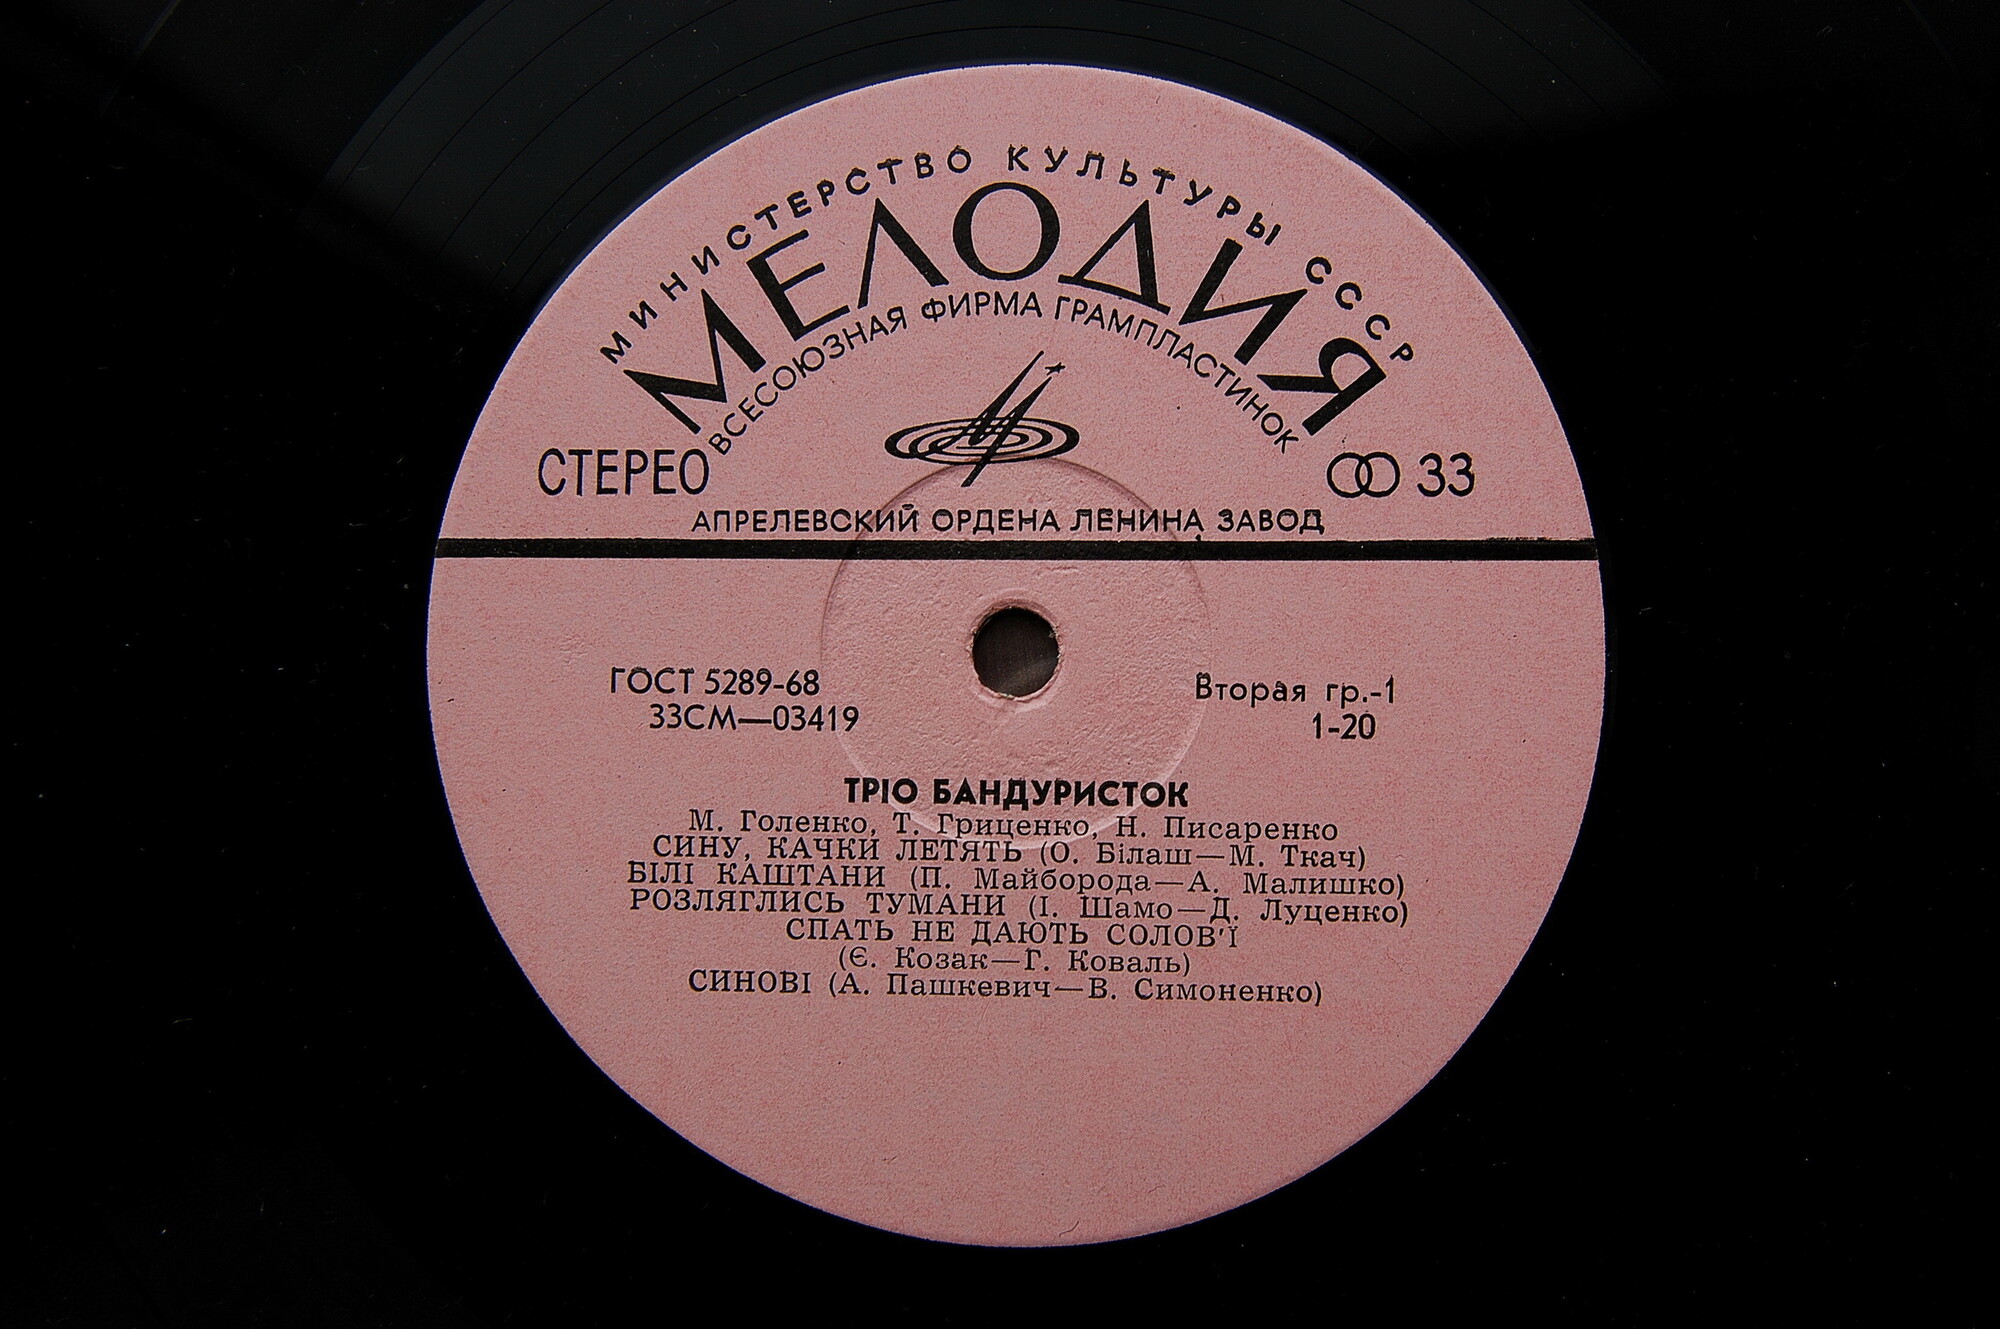 МИНИСТЕРСТВО КУЛЬТУРЫ СССР
МЕЛОДИЯ
ВСЕСОЮЗНАЯ ФИРМА ГРАМПЛАСТИНОК
СТЕРЕО 33
АПРЕЛЕВСКИЙ ОРДЕНА ЛЕНИНА ЗАВОД
ГОСТ 5289-68 Вторая гр.-1
33СМ—03419 1-20
ТРІО БАНДУРИСТОК
М. Голенко, Т. Гриценко, Н. Писаренко
СИНУ, КАЧКИ ЛЕТЯТЬ (О. Білаш—М. Ткач)
БІЛІ КАШТАНИ (П. Майборода—А. Малишко)
РОЗЛЯГЛИСЬ ТУМАНИ (І. Шамо—Д. Луценко)
СПАТЬ НЕ ДАЮТЬ СОЛОВ'Ї
(Є. Козак—Г. Коваль)
СИНОВІ (А. Пашкевич—В. Симоненко)